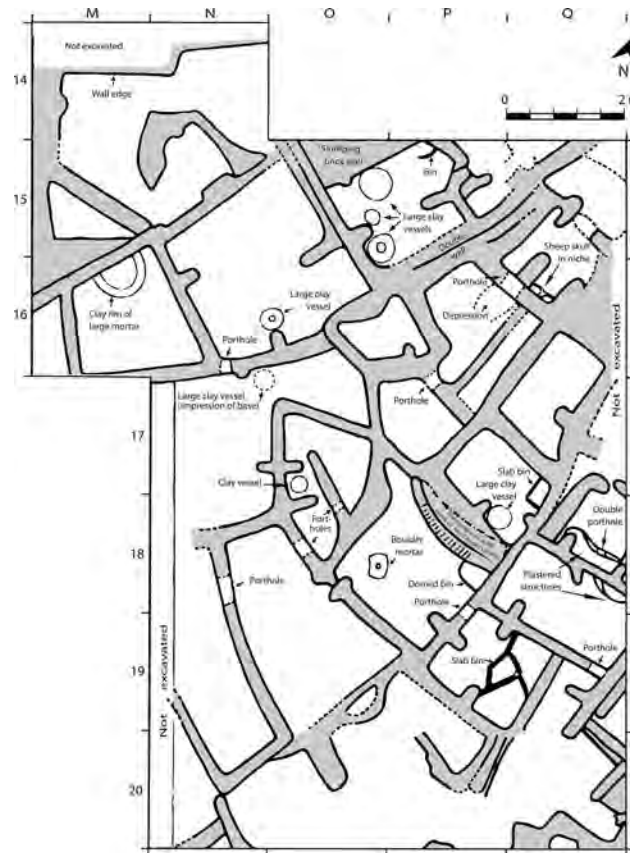 M N O P Q
14
Not excavated
Wall edge
N
0 2
bin
15
Large clay
vessels
Double
wall
Sheep skull
in niche
Porthole
Depression
16
Clay rim of
large mortar
Large clay
vessel
Porthole
Large clay vessel
(impression of base)
Porthole
Not excavated
17
Slab bin
Large clay
vessel
Clay vessel
Double
porthole
Port-
holes
Boulder
mortar
18
Porthole
Domed bin
Plastered
structures
Porthole
Porthole
19
Slab bin
Not excavated
20